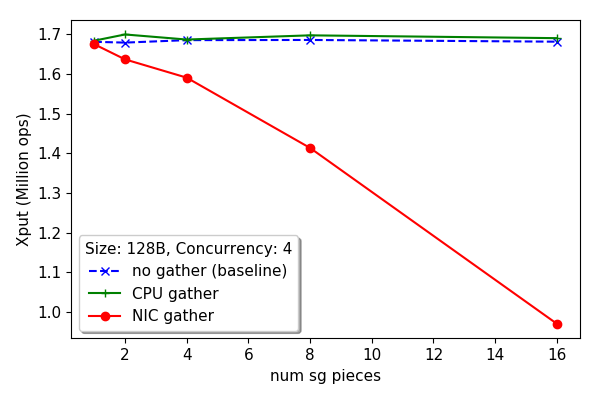 1.7
1.6
1.5
1.4
1.3
1.2
1.1
1.0
Xput (Million ops)
Size: 128B, Concurrency: 4
no gather (baseline)
CPU gather
NIC gather
2 4 6 8 10 12 14 16
num sg pieces